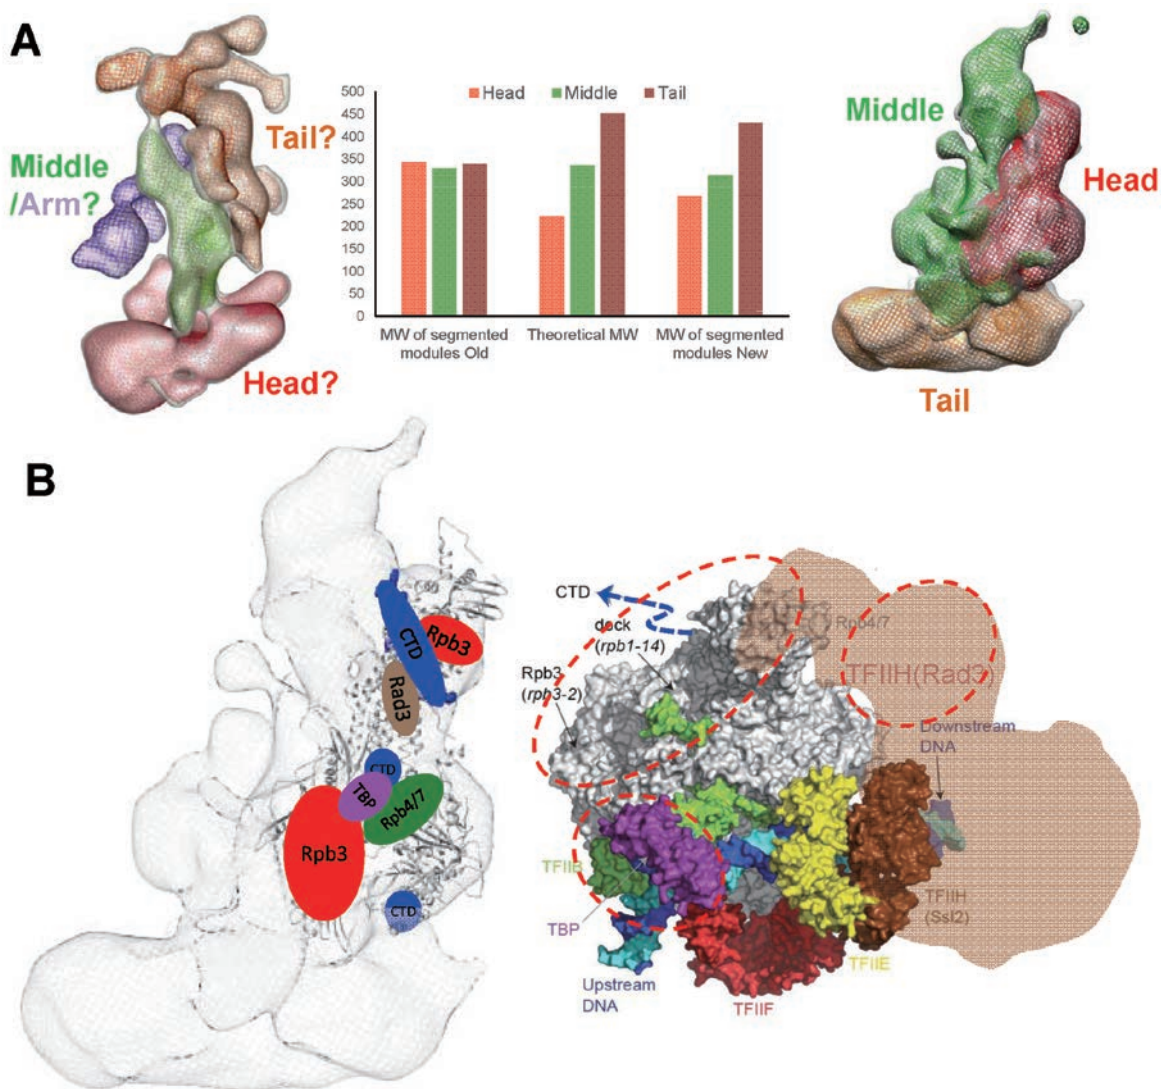 A
Tail?
Middle
/Arm?
Head?
500
450
400
350
300
250
200
150
100
50
0
Head
Middle
Tail
MW of segmented
modules Old
Theoretical MW
MW of segmented
modules New
Middle
Head
Tail
B
CTD
Rpb3
Rad3
CTD
TBP
Rpb4/7
Rpb3
CTD
CTD
dock
(rpb1-14)
Rpb3
(rpb3-2)
Rpb4/7
TFIIH(Rad3)
Downstream
DNA
TFIIB
TBP
Upstream
DNA
TFIIF
TFIIE
TFIIH
(Ssl2)